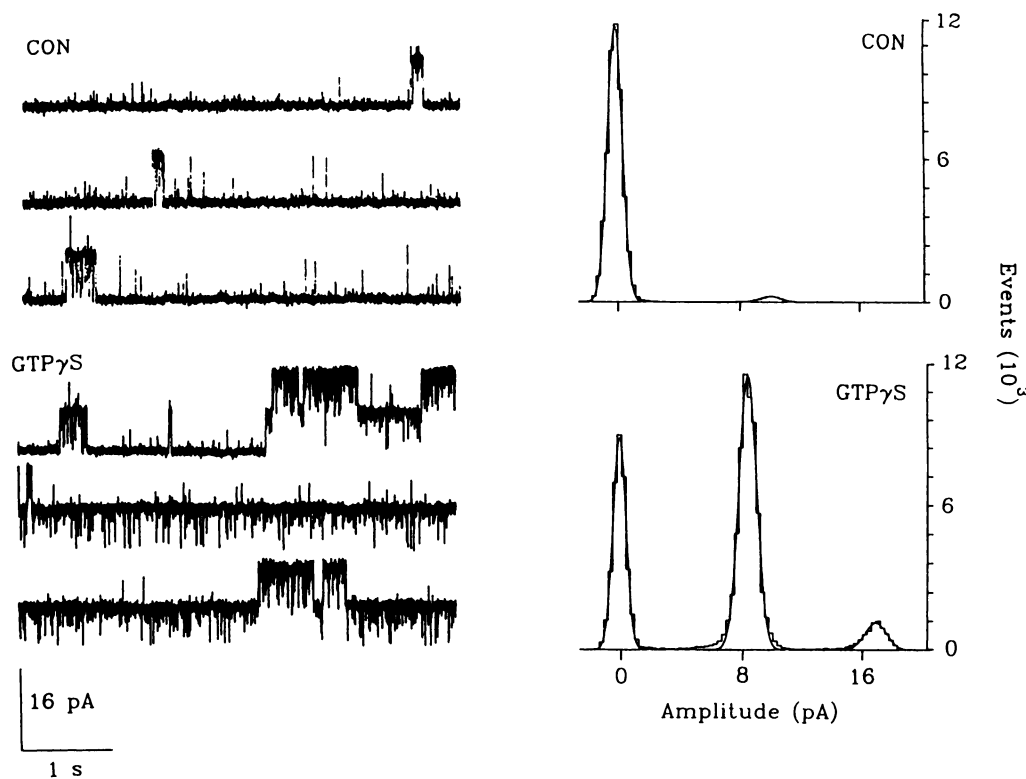 CON
GTPγS
16 pA
1 s
CON
12
6
0
GTPγS
12
6
0
0
8
16
Amplitude (pA)
Events (10³)